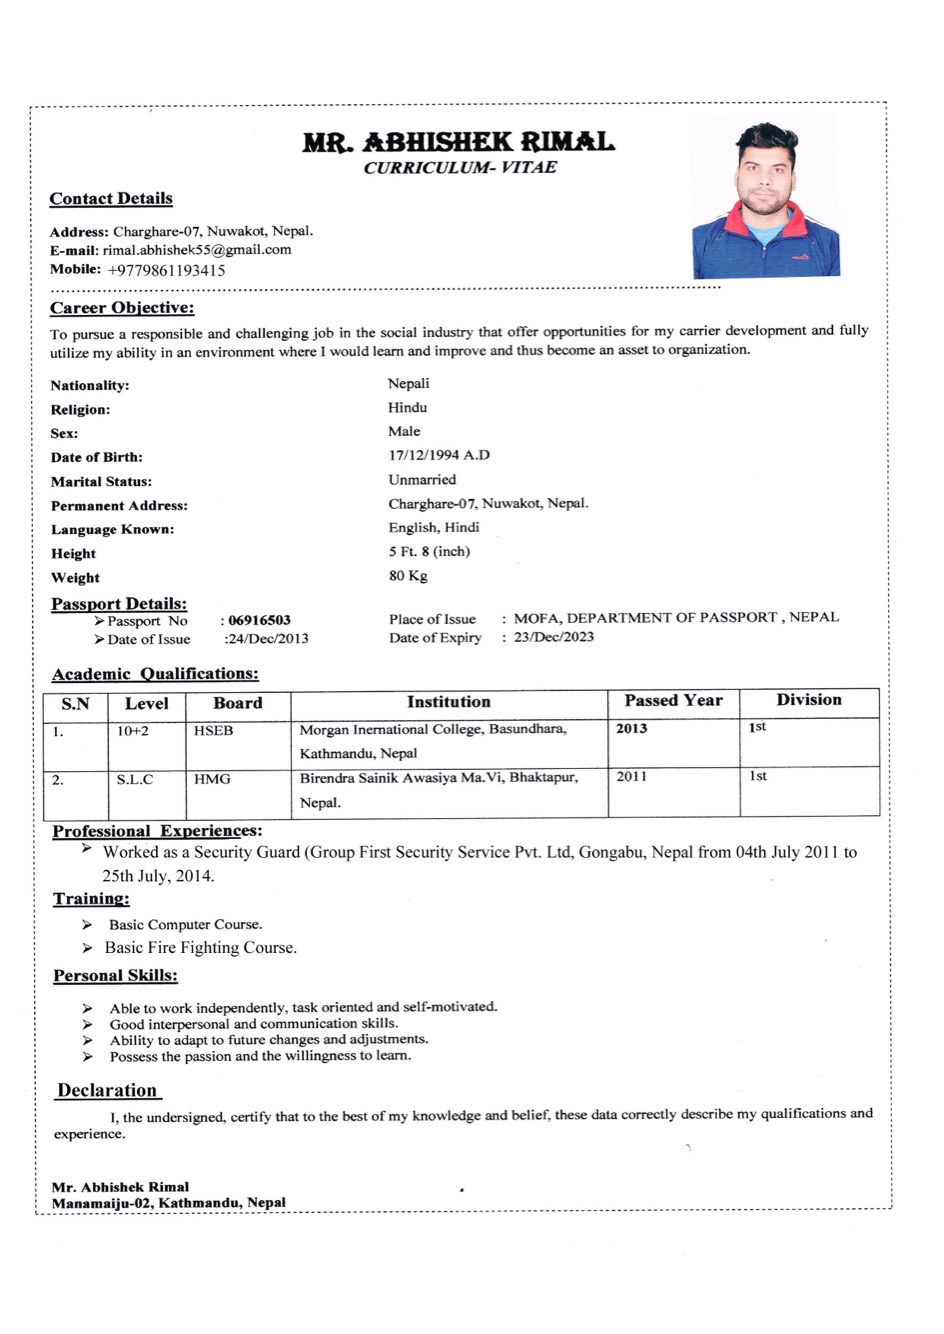 MR. ABHISHEK RIMAL
CURRICULUM- VITAE
Contact Details
Address: Charghare-07, Nuwakot, Nepal.
E-mail: rimal.abhishek55@gmail.com
Mobile: +9779861193415
Career Objective:
To pursue a responsible and challenging job in the social industry that offer opportunities for my carrier development and fully
utilize my ability in an environment where I would learn and improve and thus become an asset to organization.
Nationality: Nepali
Religion: Hindu
Sex: Male
Date of Birth: 17/12/1994 A.D
Marital Status: Unmarried
Permanent Address: Charghare-07, Nuwakot, Nepal.
Language Known: English, Hindi
Height 5 Ft. 8 (inch)
Weight 80 Kg
Passport Details:
➢ Passport No : 06916503 Place of Issue : MOFA, DEPARTMENT OF PASSPORT , NEPAL
➢ Date of Issue :24/Dec/2013 Date of Expiry : 23/Dec/2023
Academic Qualifications:
S.N Level Board Institution Passed Year Division
1. 10+2 HSEB Morgan Inernational College, Basundhara, 2013 1st
Kathmandu, Nepal
2. S.L.C HMG Birendra Sainik Awasiya Ma.Vi, Bhaktapur, 2011 1st
Nepal.
Professional Experiences:
➢ Worked as a Security Guard (Group First Security Service Pvt. Ltd, Gongabu, Nepal from 04th July 2011 to
25th July, 2014.
Training:
➢ Basic Computer Course.
➢ Basic Fire Fighting Course.
Personal Skills:
➢ Able to work independently, task oriented and self-motivated.
➢ Good interpersonal and communication skills.
➢ Ability to adapt to future changes and adjustments.
➢ Possess the passion and the willingness to learn.
Declaration
I, the undersigned, certify that to the best of my knowledge and belief, these data correctly describe my qualifications and
experience.
Mr. Abhishek Rimal
Manamaiju-02, Kathmandu, Nepal